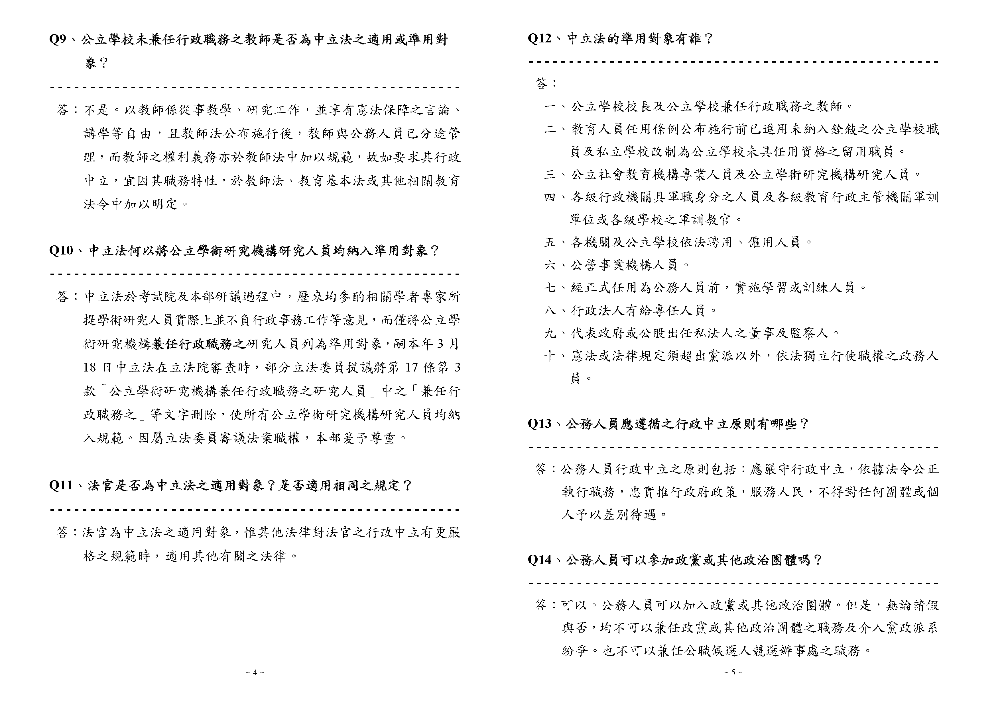 Q9、公立學校未兼任行政職務之教師是否為中立法之適用或準用對
象？
--------------------------------------------------
答：不是。以教師係從事教學、研究工作，並享有憲法保障之言論、
講學等自由，且教師法公布施行後，教師與公務人員已分途管
理，而教師之權利義務亦於教師法中加以規範，故如要求其行政
中立，宜因其職務特性，於教師法、教育基本法或其他相關教育
法令中加以明定。
Q10、中立法何以將公立學術研究機構研究人員均納入準用對象？
--------------------------------------------------
答：中立法於考試院及本部研議過程中，歷來均參酌相關學者專家所
提學術研究人員實際上並不負行政事務工作等意見，而僅將公立學
術研究機構兼任行政職務之研究人員列為準用對象，嗣本年 3 月
18 日中立法在立法院審查時，部分立法委員提議將第 17 條第 3
款「公立學術研究機構兼任行政職務之研究人員」中之「兼任行
政職務之」等文字刪除，使所有公立學術研究機構研究人員均納
入規範。因屬立法委員審議法案職權，本部爰予尊重。
Q11、法官是否為中立法之適用對象？是否適用相同之規定？
--------------------------------------------------
答：法官為中立法之適用對象，惟其他法律對法官之行政中立有更嚴
格之規範時，適用其他有關之法律。
- 4 -
Q12、中立法的準用對象有誰？
--------------------------------------------------
答：
一、公立學校校長及公立學校兼任行政職務之教師。
二、教育人員任用條例公布施行前已進用未納入銓敍之公立學校職
員及私立學校改制為公立學校未具任用資格之留用職員。
三、公立社會教育機構專業人員及公立學術研究機構研究人員。
四、各級行政機關具軍職身分之人員及各級教育行政主管機關軍訓
單位或各級學校之軍訓教官。
五、各機關及公立學校依法聘用、僱用人員。
六、公營事業機構人員。
七、經正式任用為公務人員前，實施學習或訓練人員。
八、行政法人有給專任人員。
九、代表政府或公股出任私法人之董事及監察人。
十、憲法或法律規定須超出黨派以外，依法獨立行使職權之政務人
員。
Q13、公務人員應遵循之行政中立原則有哪些？
--------------------------------------------------
答：公務人員行政中立之原則包括：應嚴守行政中立，依據法令公正
執行職務，忠實推行政府政策，服務人民，不得對任何團體或個
人予以差別待遇。
Q14、公務人員可以參加政黨或其他政治團體嗎？
--------------------------------------------------
答：可以。公務人員可以加入政黨或其他政治團體。但是，無論請假
與否，均不可以兼任政黨或其他政治團體之職務及介入黨政派系
紛爭。也不可以兼任公職候選人競選辦事處之職務。
- 5 -